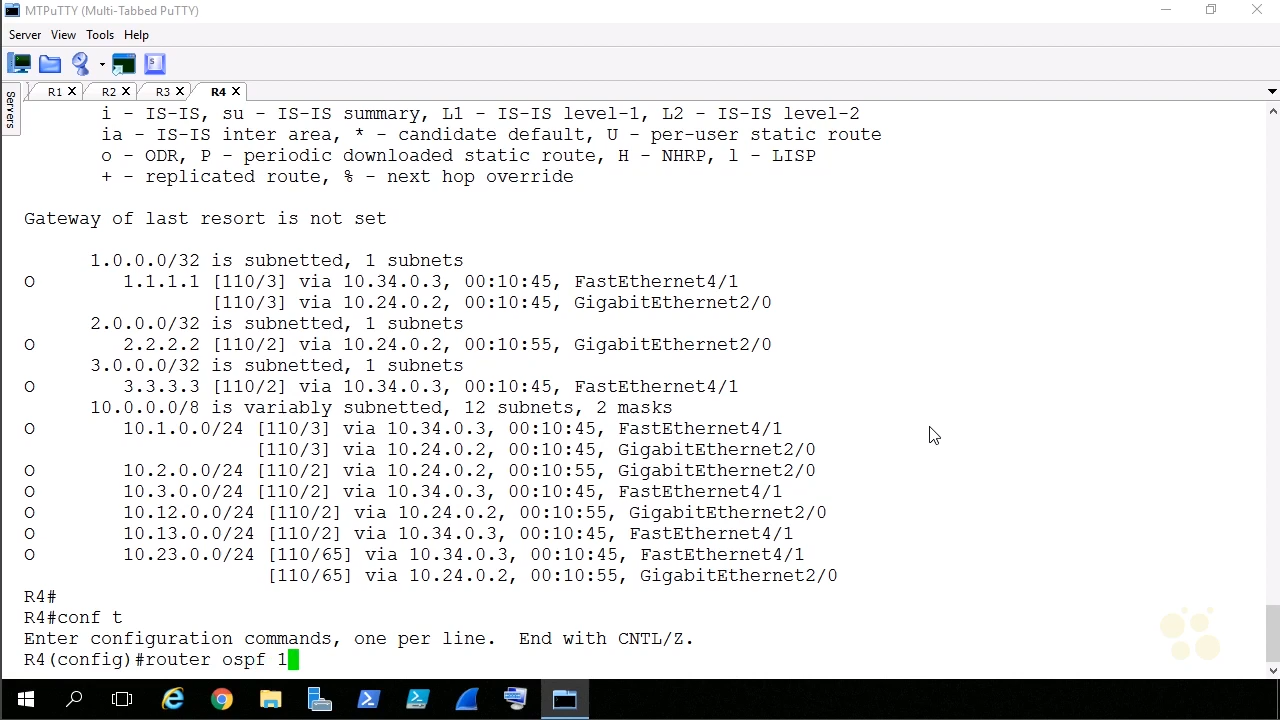 MTPuTTY (Multi-Tabbed PuTTY)
Server View Tools Help
R1 R2 R3 R4
Servers
i - IS-IS, su - IS-IS summary, L1 - IS-IS level-1, L2 - IS-IS level-2
ia - IS-IS inter area, * - candidate default, U - per-user static route
o - ODR, P - periodic downloaded static route, H - NHRP, l - LISP
+ - replicated route, % - next hop override
Gateway of last resort is not set
1.0.0.0/32 is subnetted, 1 subnets
O 1.1.1.1 [110/3] via 10.34.0.3, 00:10:45, FastEthernet4/1
[110/3] via 10.24.0.2, 00:10:45, GigabitEthernet2/0
2.0.0.0/32 is subnetted, 1 subnets
O 2.2.2.2 [110/2] via 10.24.0.2, 00:10:55, GigabitEthernet2/0
3.0.0.0/32 is subnetted, 1 subnets
O 3.3.3.3 [110/2] via 10.34.0.3, 00:10:45, FastEthernet4/1
10.0.0.0/8 is variably subnetted, 12 subnets, 2 masks
O 10.1.0.0/24 [110/3] via 10.34.0.3, 00:10:45, FastEthernet4/1
[110/3] via 10.24.0.2, 00:10:45, GigabitEthernet2/0
O 10.2.0.0/24 [110/2] via 10.24.0.2, 00:10:55, GigabitEthernet2/0
O 10.3.0.0/24 [110/2] via 10.34.0.3, 00:10:45, FastEthernet4/1
O 10.12.0.0/24 [110/2] via 10.24.0.2, 00:10:55, GigabitEthernet2/0
O 10.13.0.0/24 [110/2] via 10.34.0.3, 00:10:45, FastEthernet4/1
O 10.23.0.0/24 [110/65] via 10.34.0.3, 00:10:45, FastEthernet4/1
[110/65] via 10.24.0.2, 00:10:55, GigabitEthernet2/0
R4#
R4#conf t
Enter configuration commands, one per line. End with CNTL/Z.
R4(config)#router ospf 1